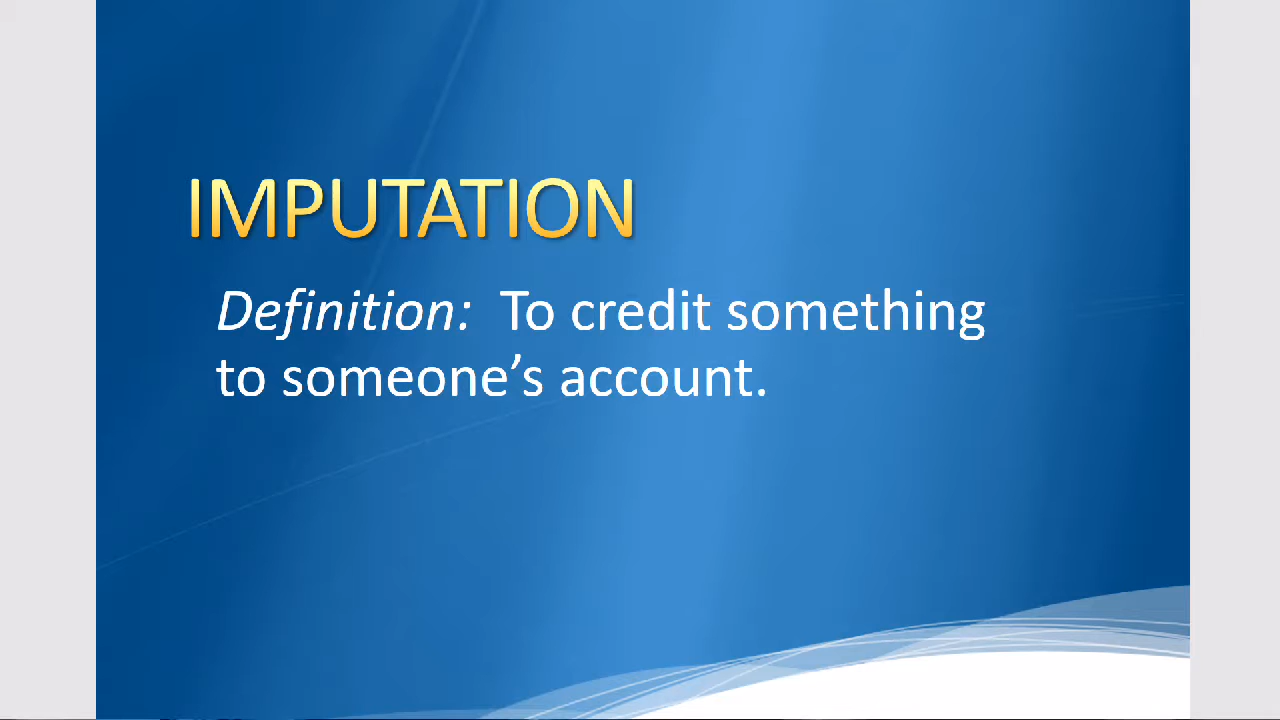 IMPUTATION
Definition:  To credit something
to someone’s account.